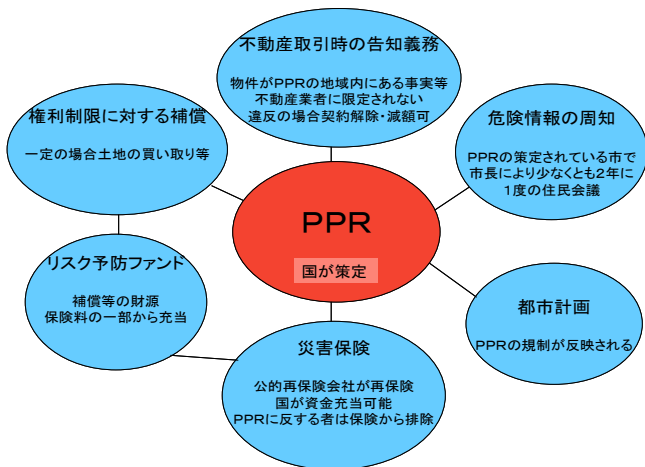 不動産取引時の告知義務
物件がPPRの地域内にある事実等
不動産業者に限定されない
違反の場合契約解除・減額可
権利制限に対する補償
一定の場合土地の買い取り等
危険情報の周知
PPRの策定されている市で
市長により少なくとも2年に
1度の住民会議
PPR
国が策定
リスク予防ファンド
補償等の財源
保険料の一部から充当
都市計画
PPRの規制が反映される
災害保険
公的再保険会社が再保険
国が資金充当可能
PPRに反する者は保険から排除